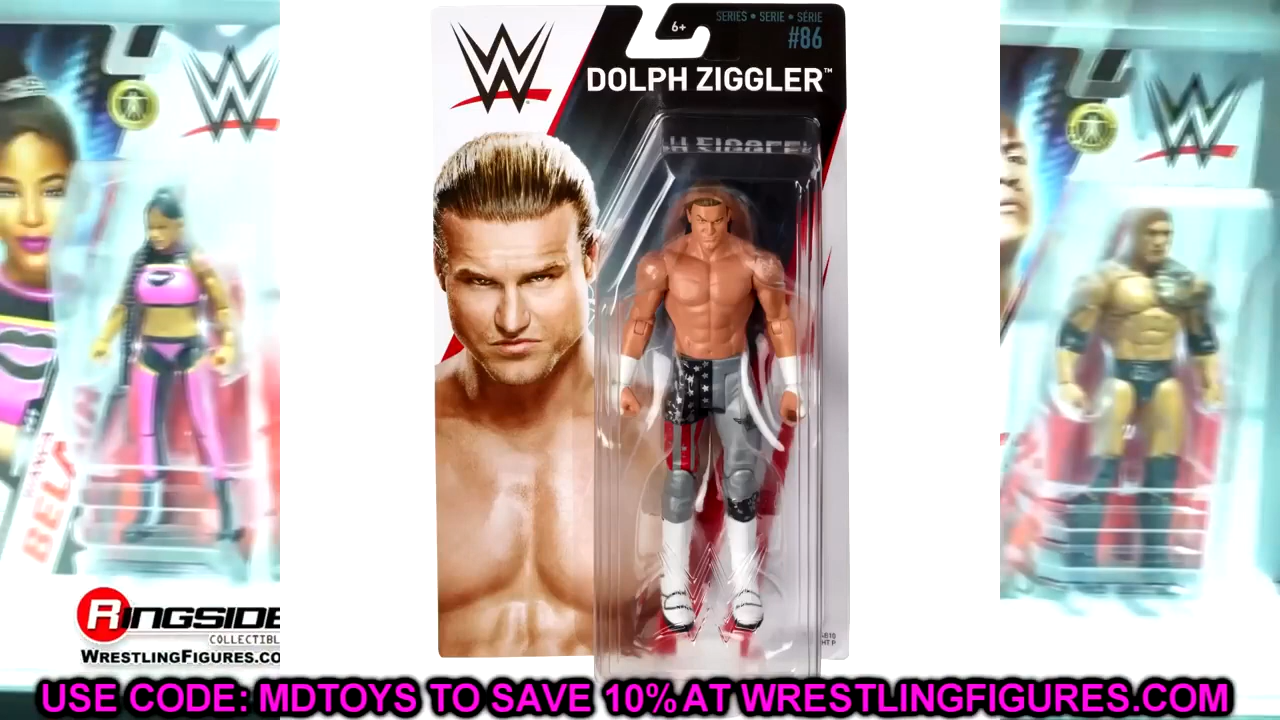 SERIES • SERIE • SÉRIE
#86
6+
W
DOLPH ZIGGLER™
W
W
BELA
RINGSIDE
COLLECTIBL
WRESTLINGFIGURES.CO
USE CODE: MDTOYS TO SAVE 10% AT WRESTLINGFIGURES.COM